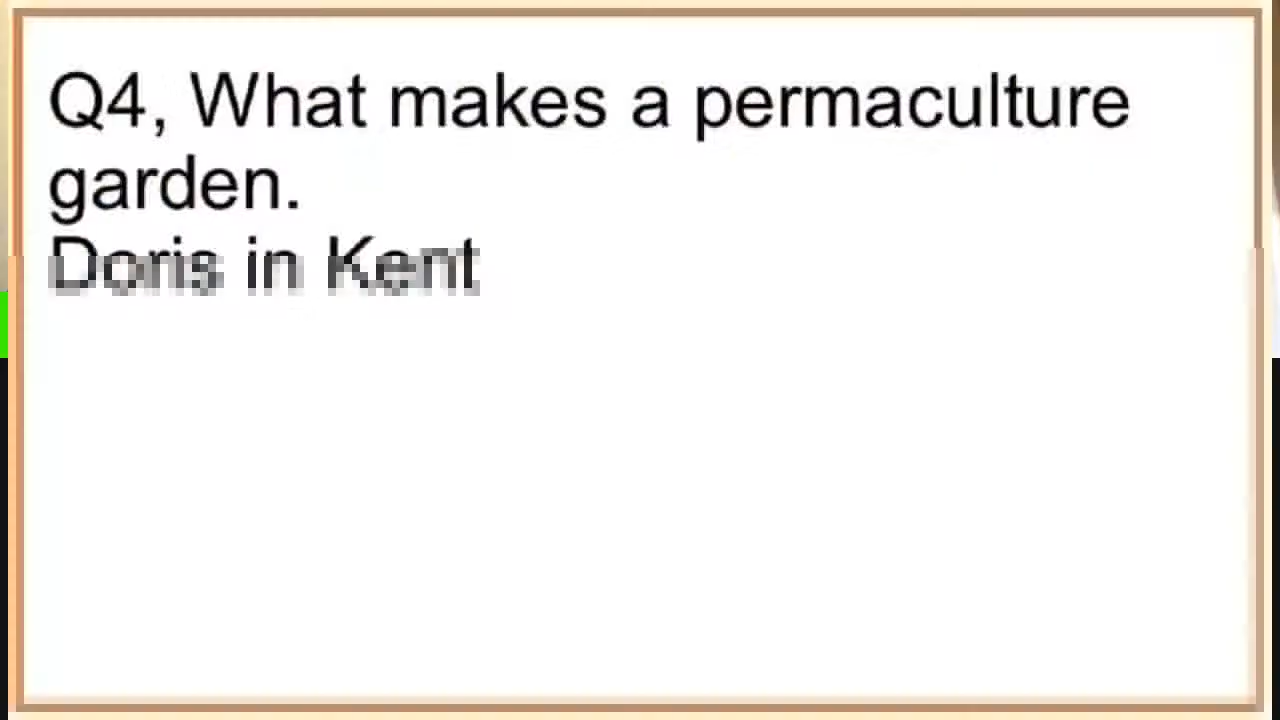 Q4, What makes a permaculture
garden.
Doris in Kent